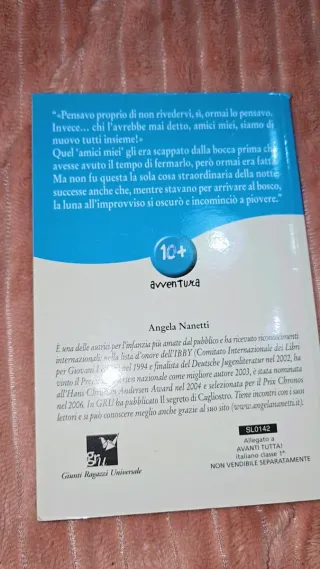 “«Pensavo proprio di non rivedervi, sì, ormai lo pensavo.
Invece... chi l'avrebbe mai detto, amici miei, siamo di
nuovo tutti insieme!»
Quel 'amici miei' gli era scappato dalla bocca prima che
avesse avuto il tempo di fermarlo, però ormai era fatta.
Ma non fu questa la sola cosa straordinaria della notte:
successe anche che, mentre stavano per arrivare al bosco,
la luna all'improvviso si oscurò e incominciò a piovere.”
10+
avventura
Angela Nanetti
È una delle autrici per l'infanzia più amate dal pubblico e ha ricevuto riconoscimenti
internazionali: nella lista d'onore dell'IBBY (Comitato Internazionale dei Libri
per Giovani) nel 1994 e finalista del Deutsche Jugenliteratur nel 2002, ha
vinto il Premio Andersen nazionale come migliore autore 2003, è stata nominata
all'Hans Christian Andersen Award nel 2004 e selezionata per il Prix Chronos
nel 2006. In GRU ha pubblicato Il segreto di Cagliostro. Tiene incontri con i suoi
lettori e si può conoscere meglio anche grazie al suo sito (www.angelananetti.it).
gru
Giunti Ragazzi Universale
SL0142
Allegato a
AVANTI TUTTA!
italiano classe 1ª
NON VENDIBILE SEPARATAMENTE